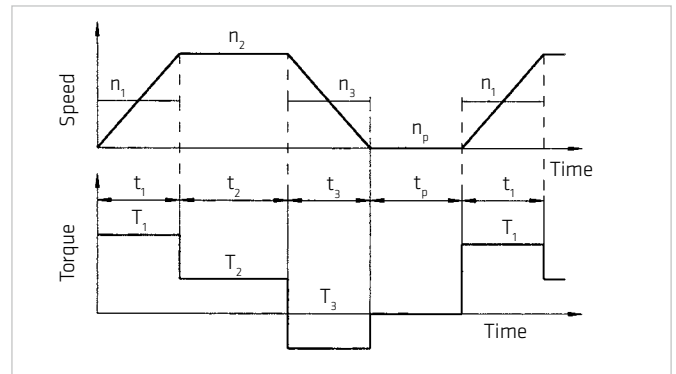 Speed
n₁
n₂
n₃
nₚ
n₁
Time
t₁
t₂
t₃
tₚ
t₁
Torque
T₁
T₂
T₃
T₁
Time